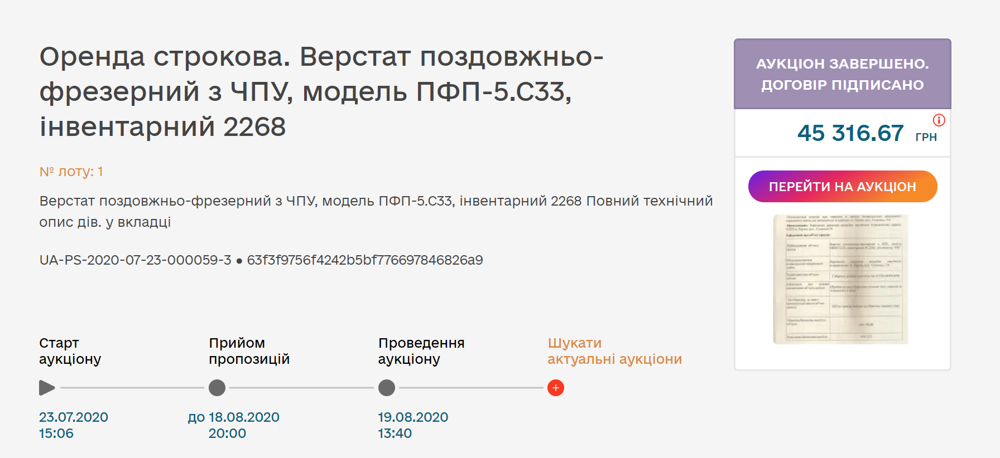 Оренда строкова. Верстат поздовжньо-
фрезерний з ЧПУ, модель ПФП-5.С33,
інвентарний 2268
№ лоту: 1
Верстат поздовжньо-фрезерний з ЧПУ, модель ПФП-5.С33, інвентарний 2268 Повний технічний
опис дів. у вкладці
UA-PS-2020-07-23-000059-3 ● 63f3f9756f4242b5bf776697846826a9
Старт
аукціону
23.07.2020
15:06
Прийом
пропозицій
до 18.08.2020
20:00
Проведення
аукціону
19.08.2020
13:40
Шукати
актуальні аукціони
АУКЦІОН ЗАВЕРШЕНО.
ДОГОВІР ПІДПИСАНО
45 316.67 ГРН
ПЕРЕЙТИ НА АУКЦІОН